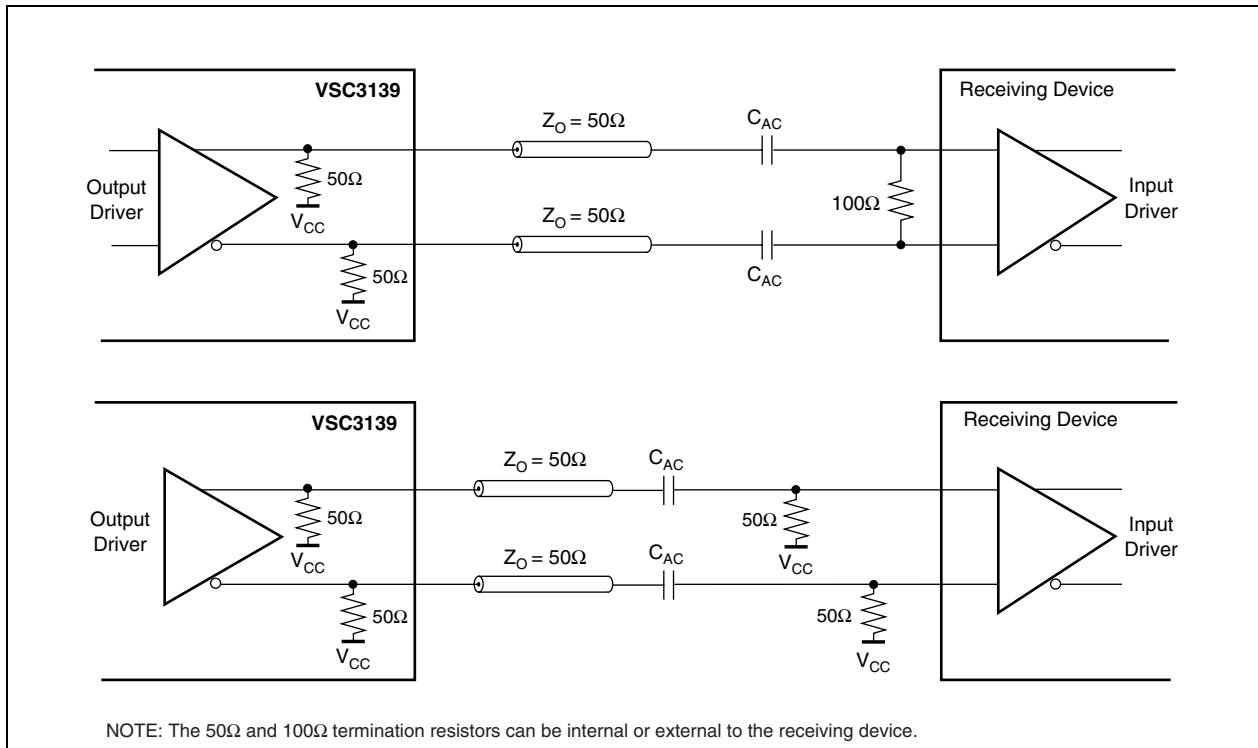 VSC3139
Receiving Device
Z_O = 50Ω
C_AC
Output
Driver
50Ω
V_CC
100Ω
Input
Driver
Z_O = 50Ω
C_AC
50Ω
V_CC
VSC3139
Receiving Device
Z_O = 50Ω
C_AC
Output
Driver
50Ω
V_CC
50Ω
V_CC
Input
Driver
Z_O = 50Ω
C_AC
50Ω
V_CC
50Ω
V_CC
NOTE: The 50Ω and 100Ω termination resistors can be internal or external to the receiving device.